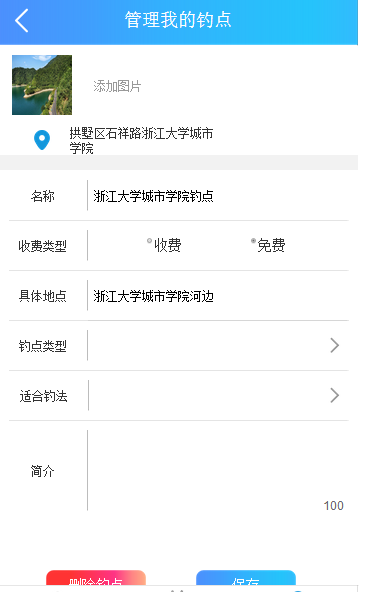 管理我的钓点
添加图片
拱墅区石祥路浙江大学城市
学院
名称 浙江大学城市学院钓点
收费类型 收费 免费
具体地点 浙江大学城市学院河边
钓点类型
适合钓法
简介
100
删除钓点 保存